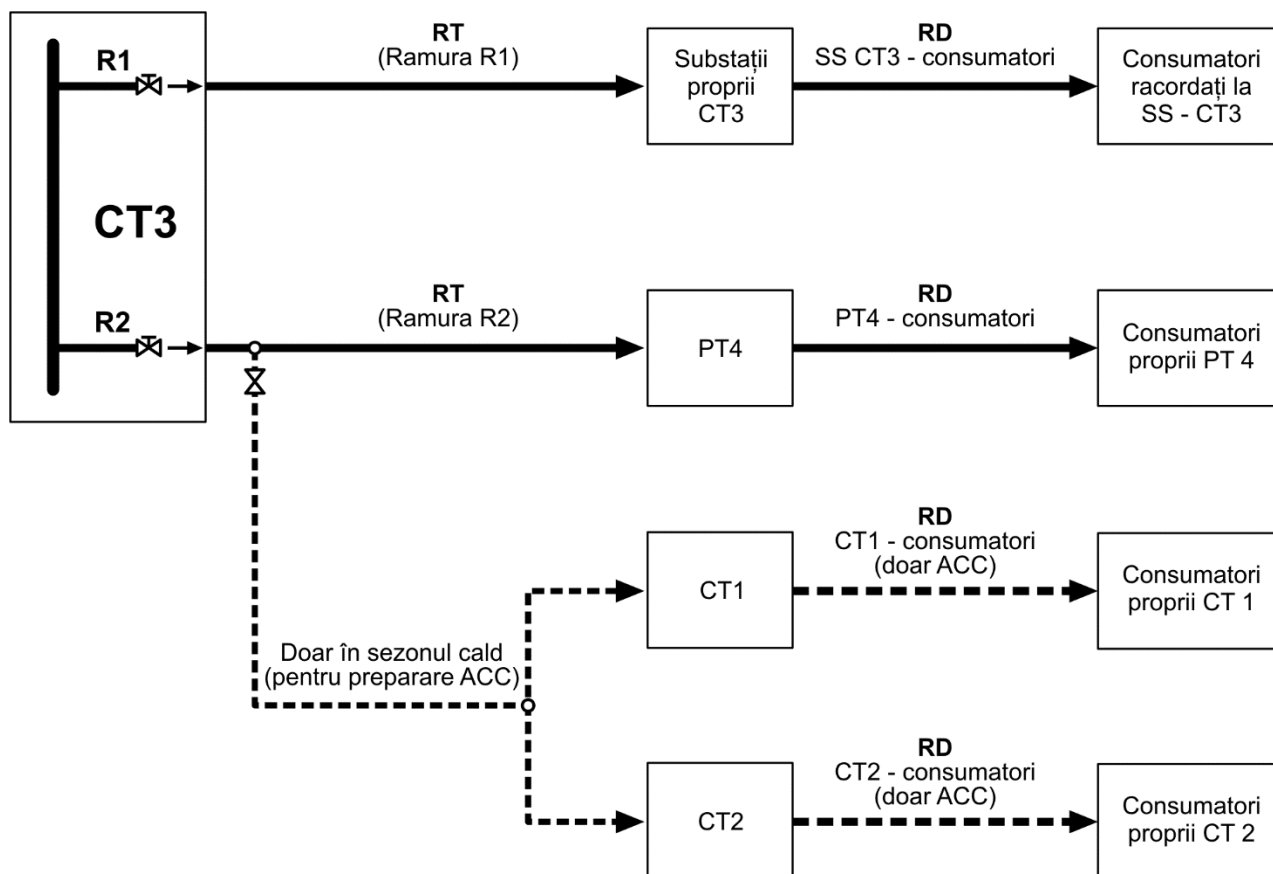 R1
RT
(Ramura R1)
Substații
proprii
CT3
RD
SS CT3 - consumatori
Consumatori
racordați la
SS - CT3
CT3
R2
RT
(Ramura R2)
PT4
RD
PT4 - consumatori
Consumatori
proprii PT 4
Doar în sezonul cald
(pentru preparare ACC)
CT1
RD
CT1 - consumatori
(doar ACC)
Consumatori
proprii CT 1
CT2
RD
CT2 - consumatori
(doar ACC)
Consumatori
proprii CT 2